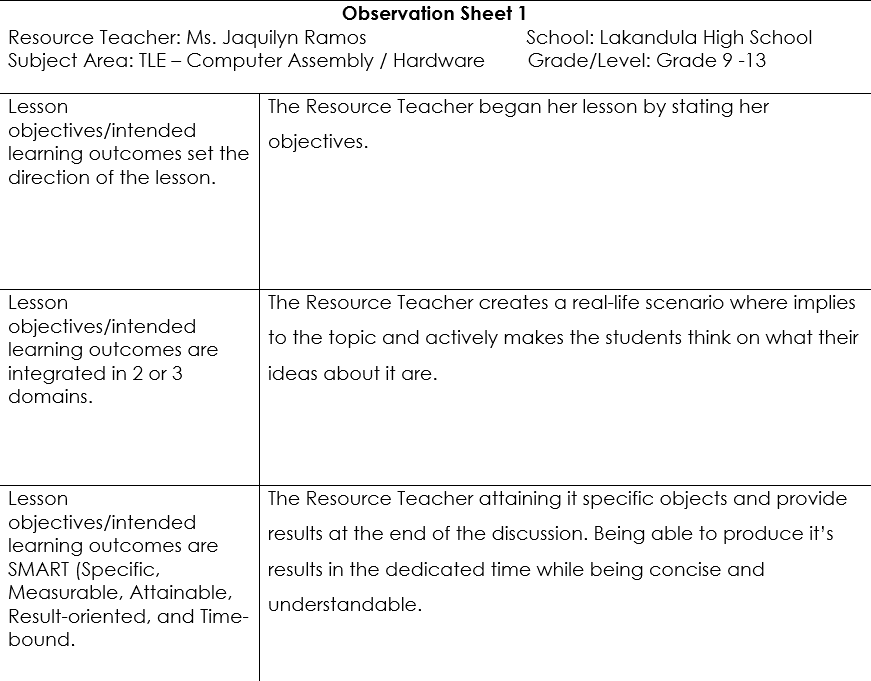 Observation Sheet 1
Resource Teacher: Ms. Jaquilyn Ramos School: Lakandula High School
Subject Area: TLE – Computer Assembly / Hardware Grade/Level: Grade 9 -13
Lesson
objectives/intended
learning outcomes set the
direction of the lesson.
The Resource Teacher began her lesson by stating her
objectives.
Lesson
objectives/intended
learning outcomes are
integrated in 2 or 3
domains.
The Resource Teacher creates a real-life scenario where implies
to the topic and actively makes the students think on what their
ideas about it are.
Lesson
objectives/intended
learning outcomes are
SMART (Specific,
Measurable, Attainable,
Result-oriented, and Time-
bound.
The Resource Teacher attaining it specific objects and provide
results at the end of the discussion. Being able to produce it’s
results in the dedicated time while being concise and
understandable.